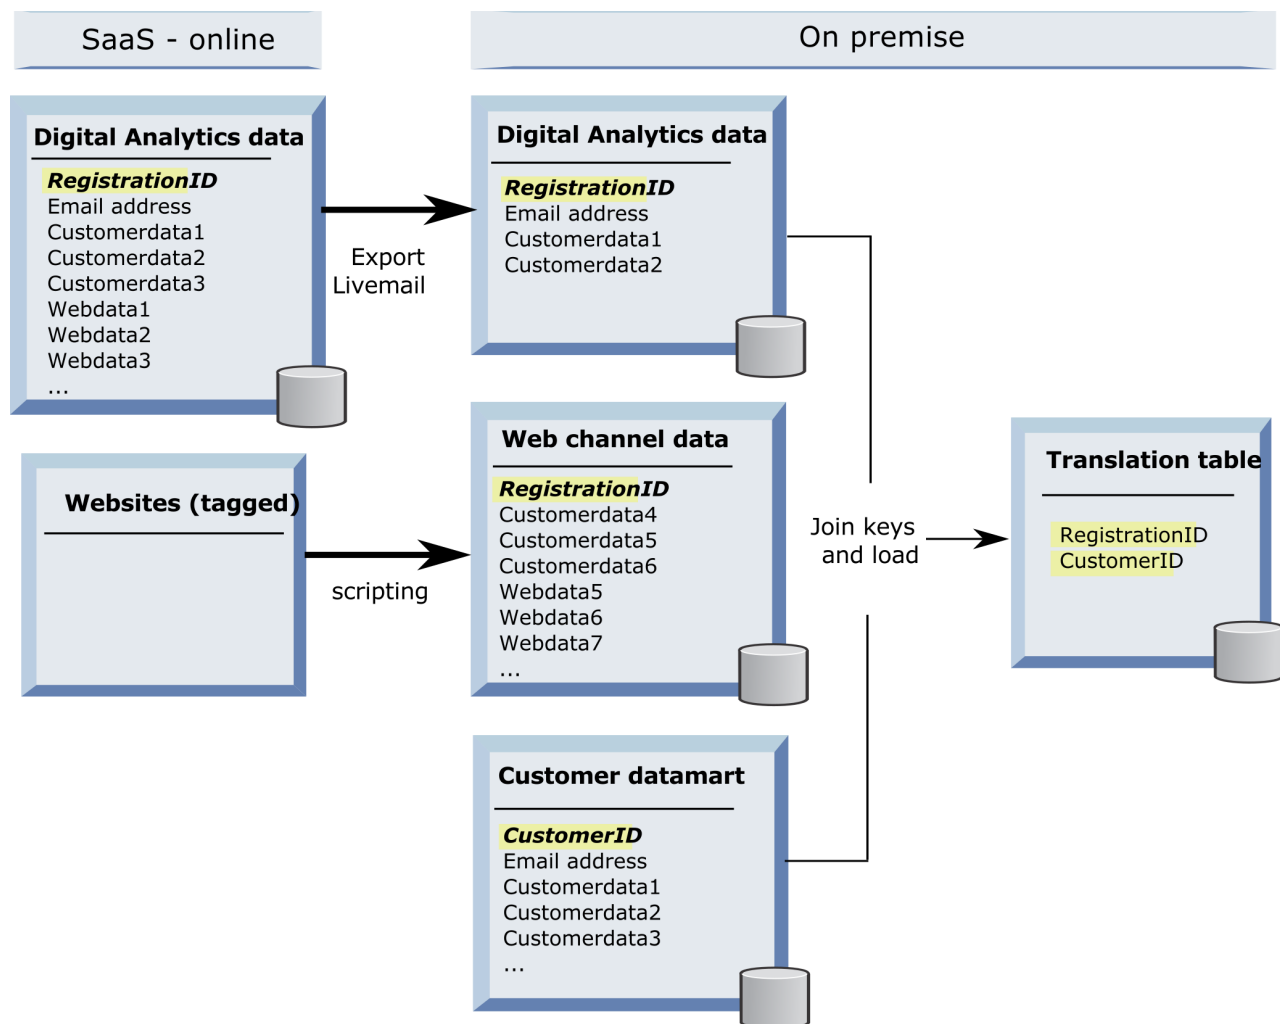 SaaS - online
On premise
Digital Analytics data
RegistrationID
Email address
Customerdata1
Customerdata2
Customerdata3
Webdata1
Webdata2
Webdata3
...
Export
Livemail
Digital Analytics data
RegistrationID
Email address
Customerdata1
Customerdata2
Websites (tagged)
scripting
Web channel data
RegistrationID
Customerdata4
Customerdata5
Customerdata6
Webdata5
Webdata6
Webdata7
...
Customer datamart
CustomerID
Email address
Customerdata1
Customerdata2
Customerdata3
...
Join keys
and load
Translation table
RegistrationID
CustomerID